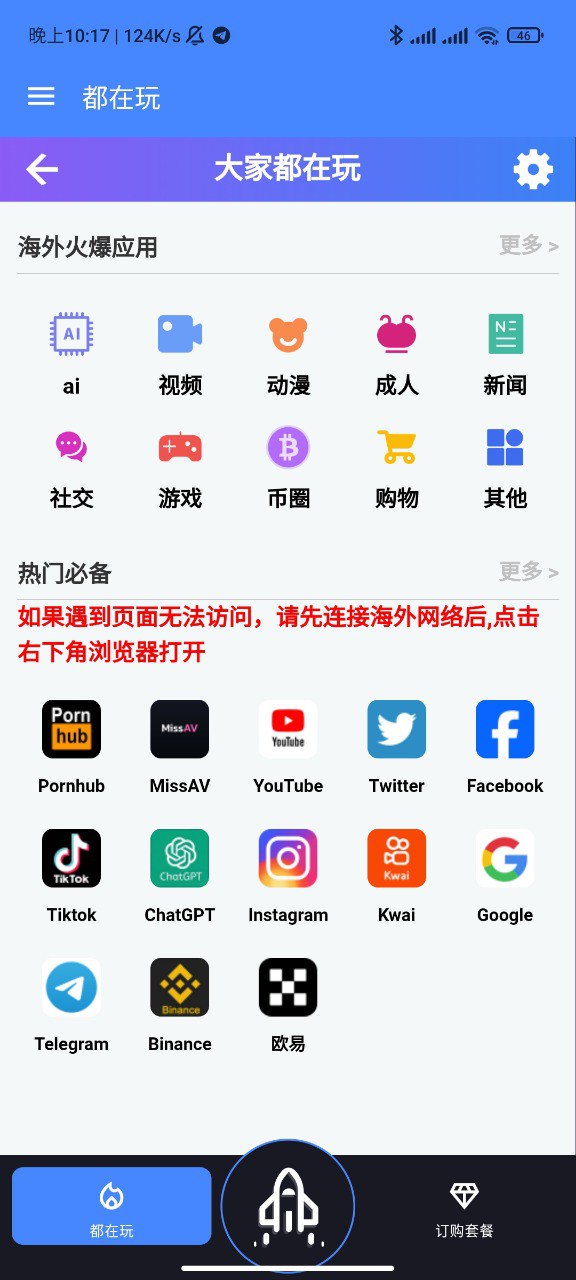 晚上10:17 | 124K/s
46
都在玩
大家都在玩
海外火爆应用 更多 >
AI
N
ai 视频 动漫 成人 新闻
社交 游戏 币圈 购物 其他
热门必备 更多 >
如果遇到页面无法访问，请先连接海外网络后,点击
右下角浏览器打开
Porn
hub
MissAV
YouTube
Pornhub MissAV YouTube Twitter Facebook
TikTok
ChatGPT
Kwai
Tiktok ChatGPT Instagram Kwai Google
Binance
Telegram Binance 欧易
都在玩
订购套餐